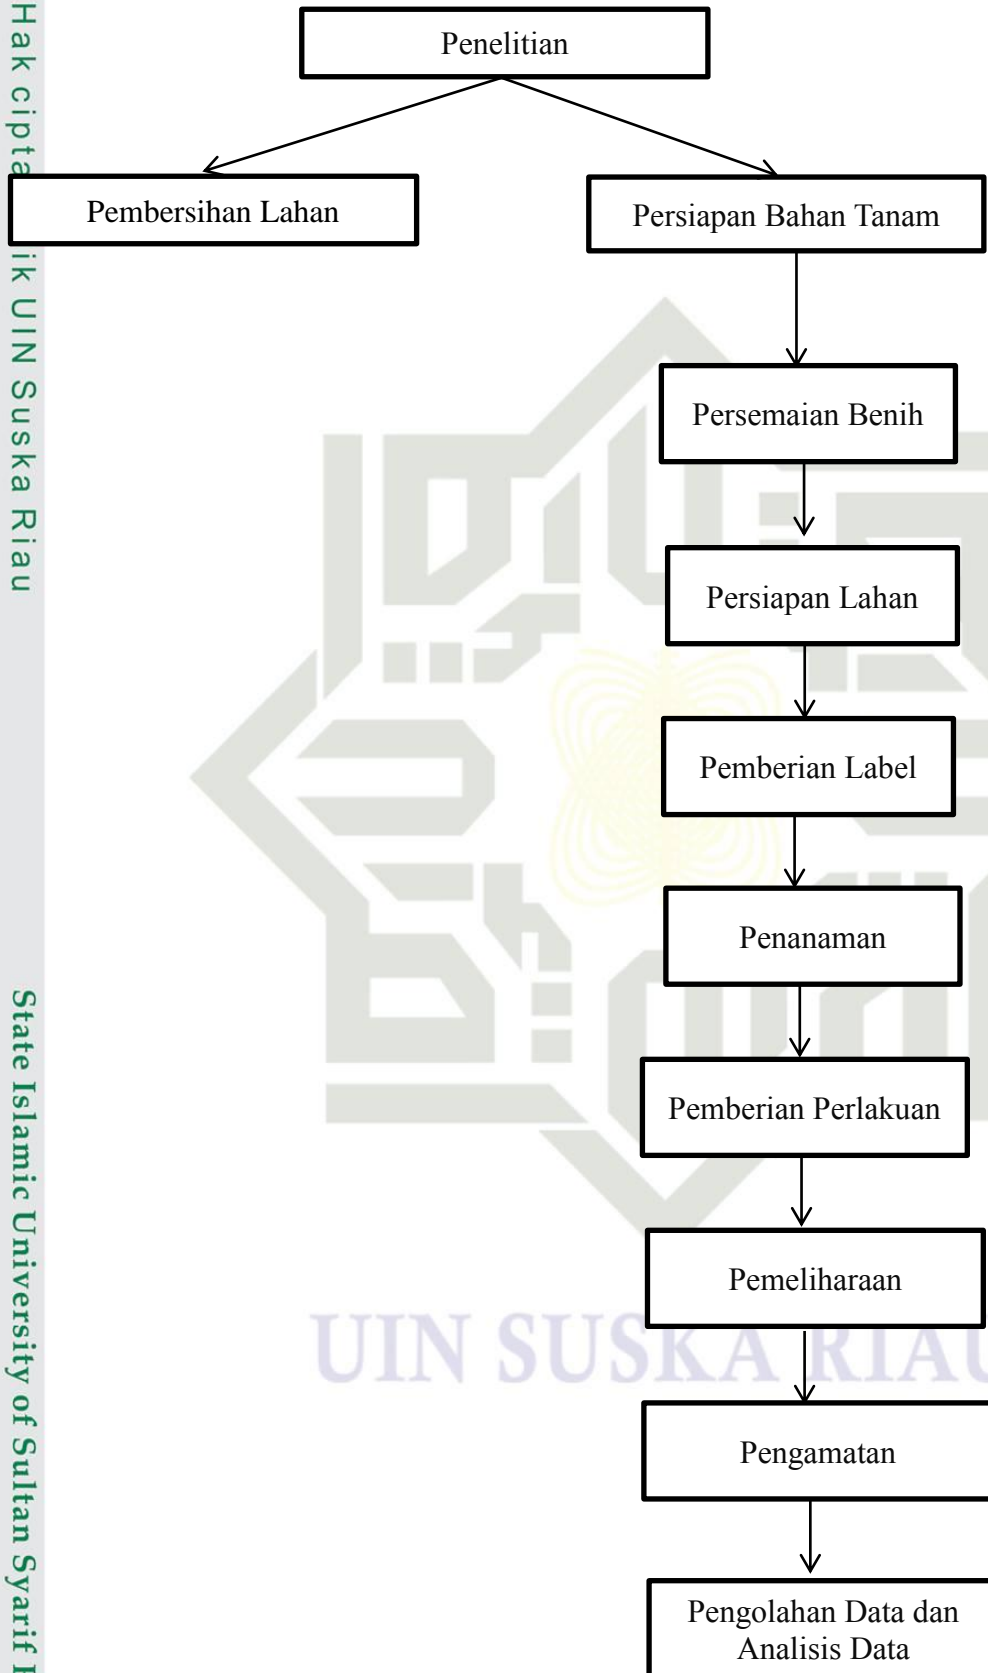 Penelitian
Pembersihan Lahan
Persiapan Bahan Tanam
Persemaian Benih
Persiapan Lahan
Pemberian Label
Penanaman
Pemberian Perlakuan
Pemeliharaan
Pengamatan
Pengolahan Data dan
Analisis Data
UIN SUSKA RIAU
Hak cipta ik UIN Suska Riau
State Islamic University of Sultan Syarif